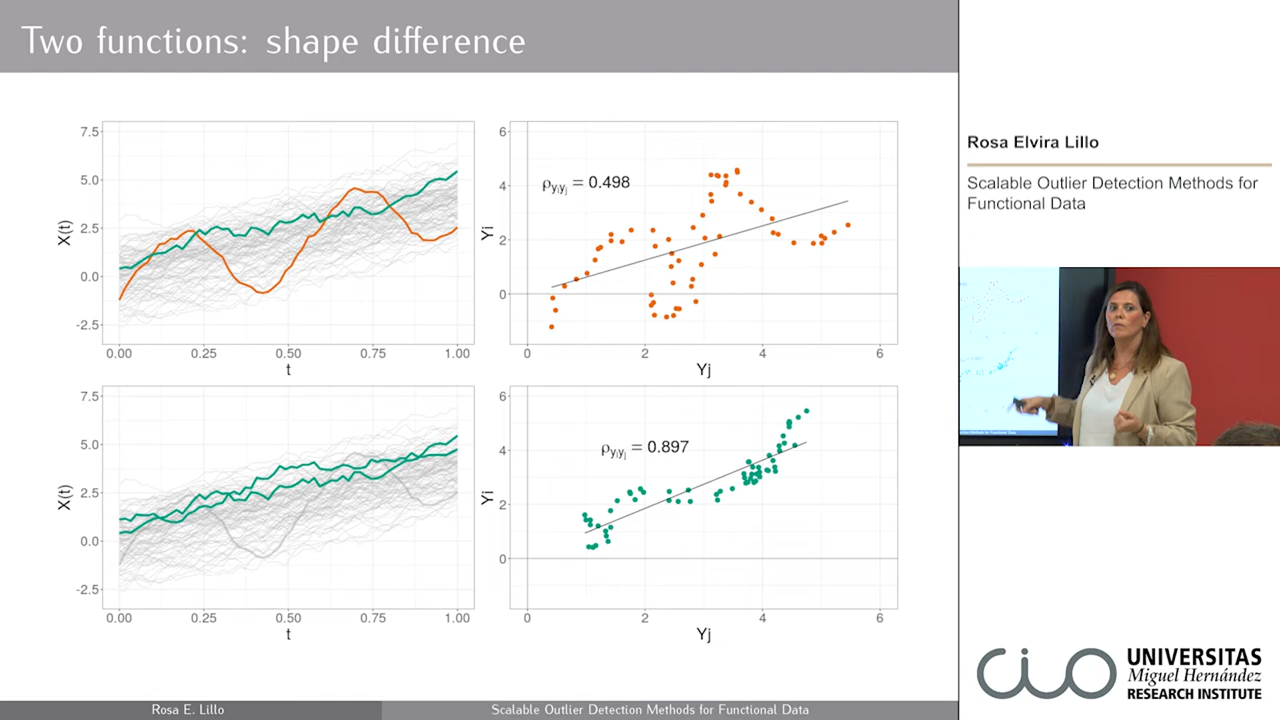 Two functions: shape difference
7.5
5.0
2.5
0.0
-2.5
X(t)
0.00 0.25 0.50 0.75 1.00
t
6
4
2
0
Yi
ρyiyj = 0.498
0 2 4 6
Yj
7.5
5.0
2.5
0.0
-2.5
X(t)
0.00 0.25 0.50 0.75 1.00
t
6
4
2
0
Yi
ρyiyj = 0.897
0 2 4 6
Yj
Rosa E. Lillo
Scalable Outlier Detection Methods for Functional Data
Rosa Elvira Lillo
Scalable Outlier Detection Methods for
Functional Data
cio
UNIVERSITAS
Miguel Hernández
RESEARCH INSTITUTE